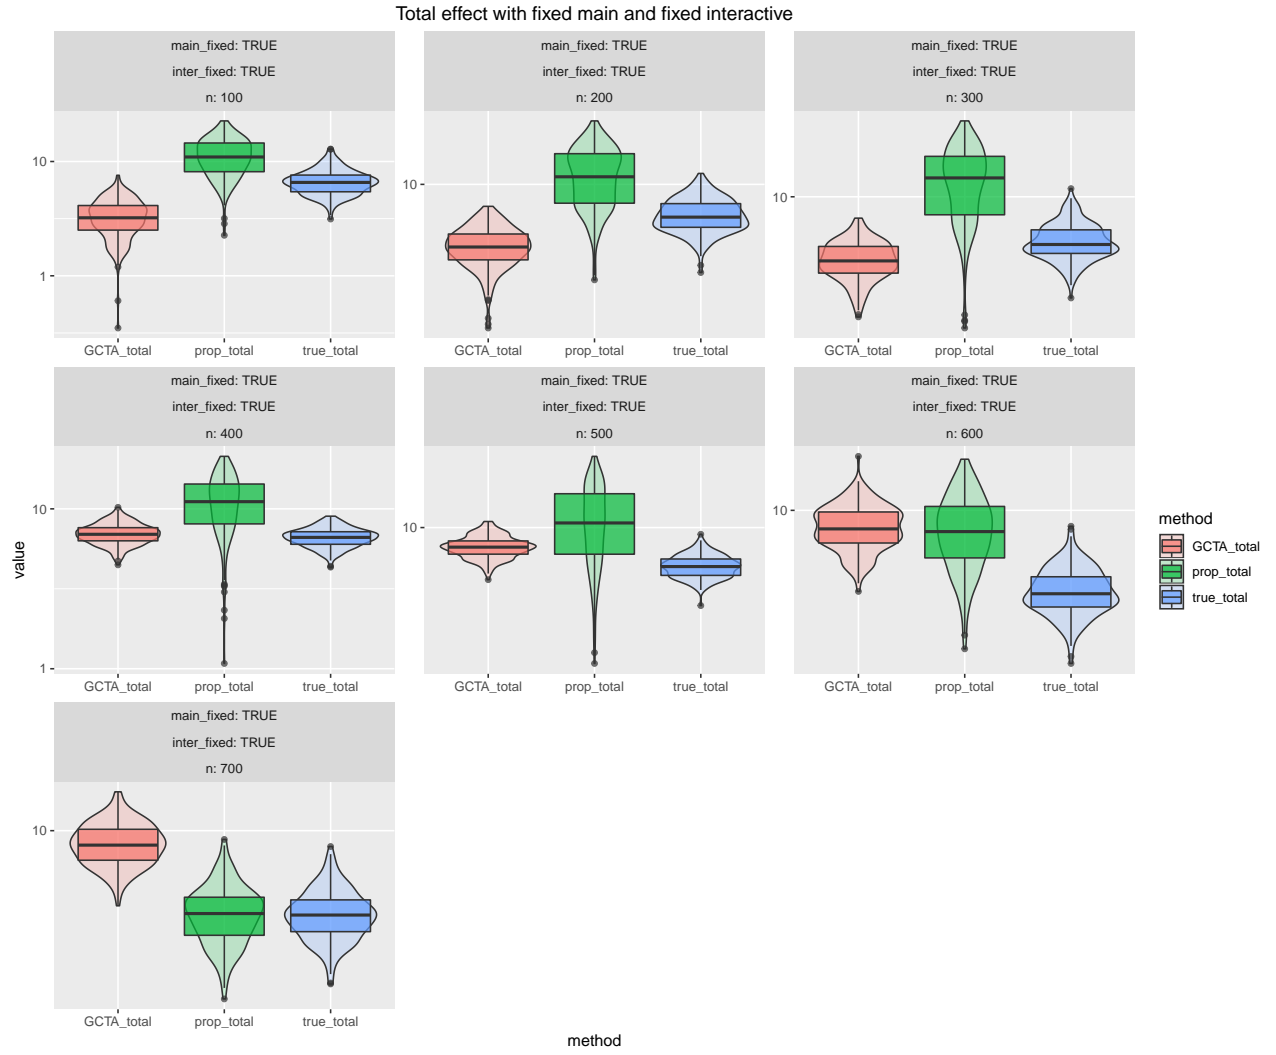 Total effect with fixed main and fixed interactive
main_fixed: TRUE
inter_fixed: TRUE
n: 100
10
1
GCTA_total prop_total true_total
main_fixed: TRUE
inter_fixed: TRUE
n: 200
10
GCTA_total prop_total true_total
main_fixed: TRUE
inter_fixed: TRUE
n: 300
10
GCTA_total prop_total true_total
main_fixed: TRUE
inter_fixed: TRUE
n: 400
10
1
GCTA_total prop_total true_total
main_fixed: TRUE
inter_fixed: TRUE
n: 500
10
GCTA_total prop_total true_total
main_fixed: TRUE
inter_fixed: TRUE
n: 600
10
GCTA_total prop_total true_total
main_fixed: TRUE
inter_fixed: TRUE
n: 700
10
GCTA_total prop_total true_total
value
method
method
GCTA_total
prop_total
true_total